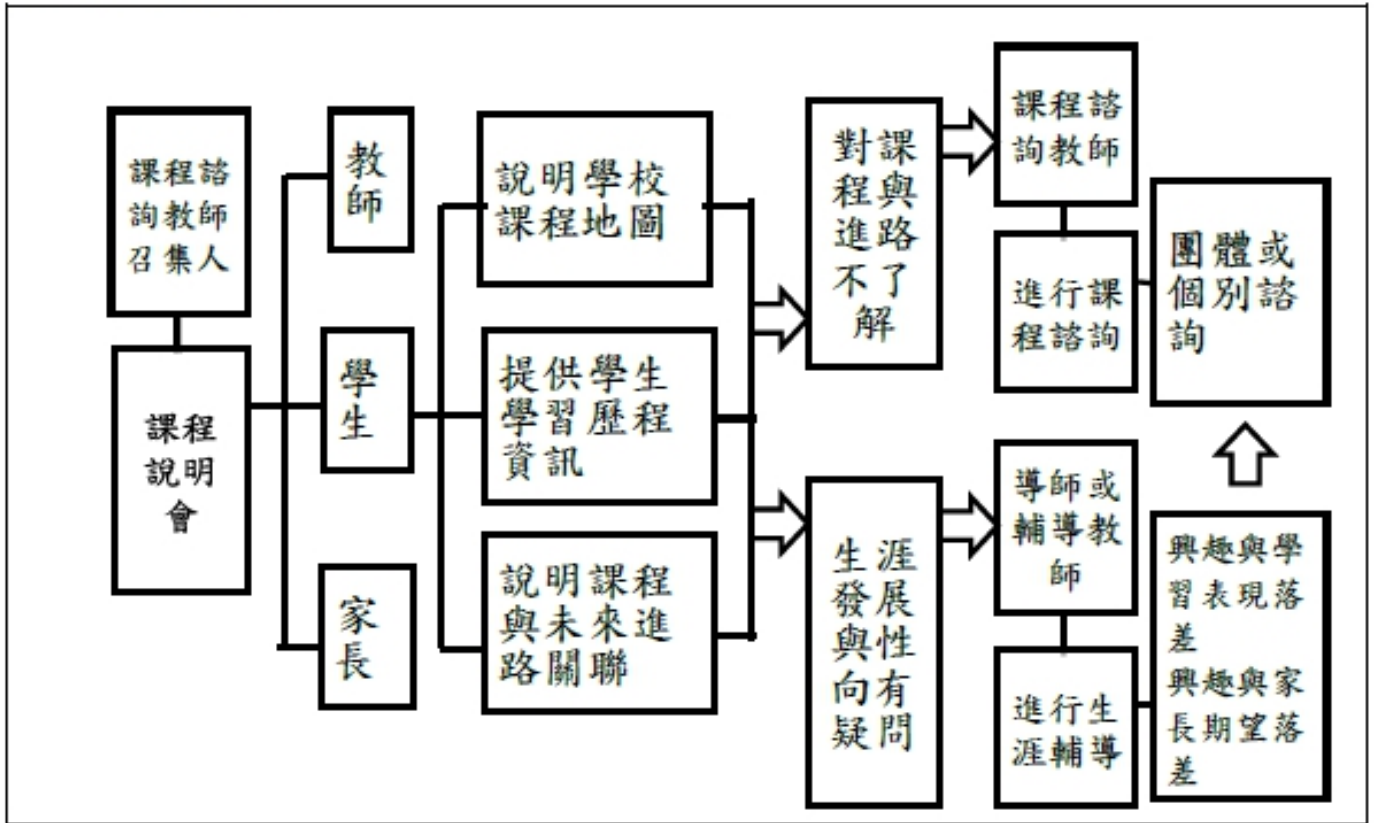 課程諮
詢教師
召集人
課程
說明
會
教
師
學
生
家
長
說明學校
課程地圖
提供學生
學習歷程
資訊
說明課程
與未來進
路關聯
對課
程與
進路
不了
解
生涯
發展
與性
向有
疑問
課程諮
詢教師
進行課
程諮詢
團體或
個別諮
詢
導師或
輔導教
師
進行生
涯輔導
興趣與學
習表現落
差
興趣與家
長期望落
差